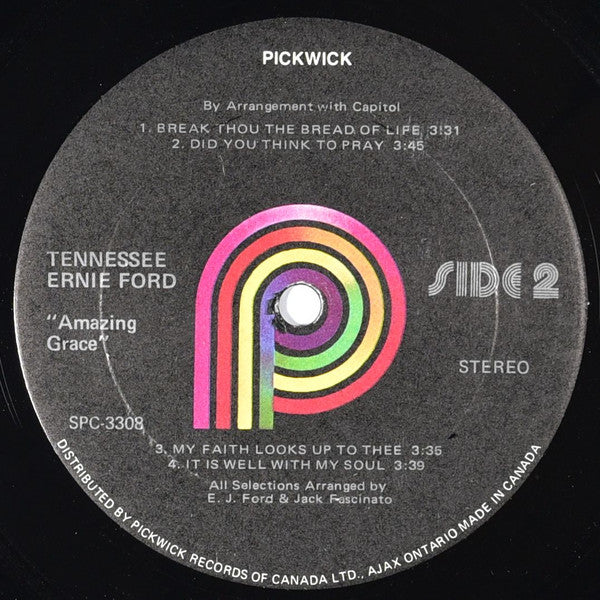 PICKWICK
By Arrangement with Capitol
1. BREAK THOU THE BREAD OF LIFE 3:31
2. DID YOU THINK TO PRAY 3:45
TENNESSEE
ERNIE FORD
"Amazing
Grace"
SPC-3308
SIDE 2
STEREO
3. MY FAITH LOOKS UP TO THEE 3:35
4. IT IS WELL WITH MY SOUL 3:39
All Selections Arranged by
E. J. Ford & Jack Fascinato
DISTRIBUTED BY PICKWICK RECORDS OF CANADA LTD., AJAX ONTARIO MADE IN CANADA